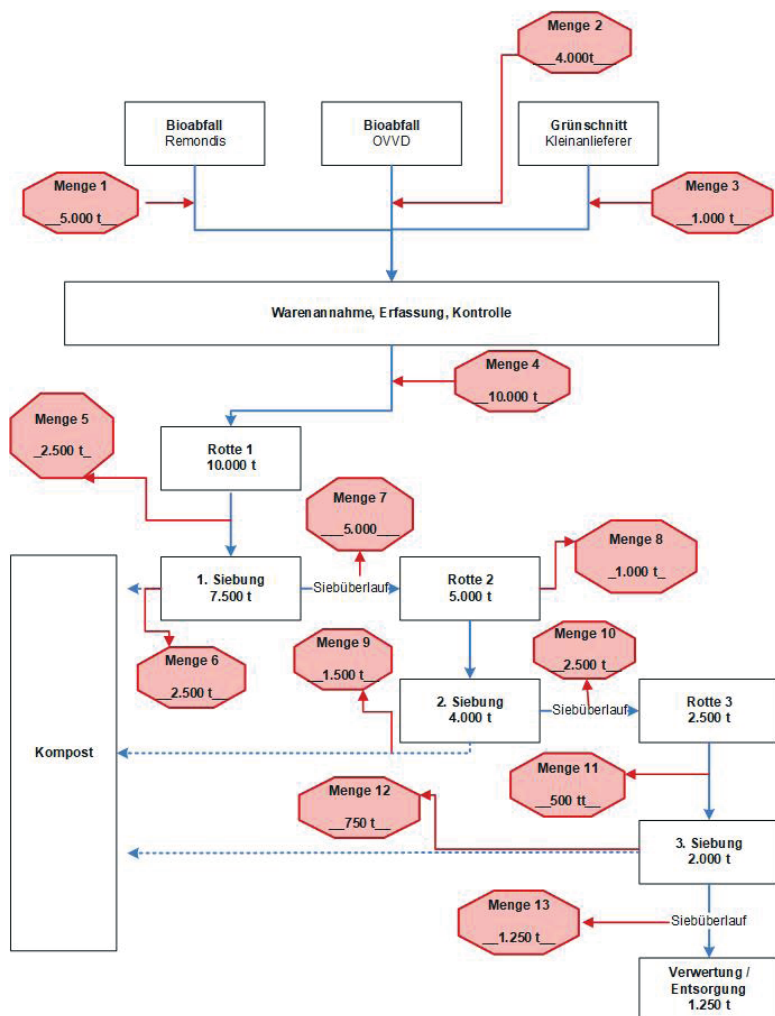 Menge 2
___4.000t___
Bioabfall
Remondis
Bioabfall
OVVD
Grünschnitt
Kleinanlieferer
Menge 1
__5.000 t__
Menge 3
__1.000 t__
Warenannahme, Erfassung, Kontrolle
Menge 4
__10.000 t__
Menge 5
_2.500 t_
Rotte 1
10.000 t
Menge 7
___5.000___
Menge 8
_1.000 t_
1. Siebung
7.500 t
Siebüberlauf
Rotte 2
5.000 t
Menge 6
__2.500 t__
Menge 9
__1.500 t__
Menge 10
__2.500 t__
2. Siebung
4.000 t
Siebüberlauf
Rotte 3
2.500 t
Kompost
Menge 11
__500 tt__
Menge 12
__750 t__
3. Siebung
2.000 t
Menge 13
__1.250 t__
Siebüberlauf
Verwertung /
Entsorgung
1.250 t